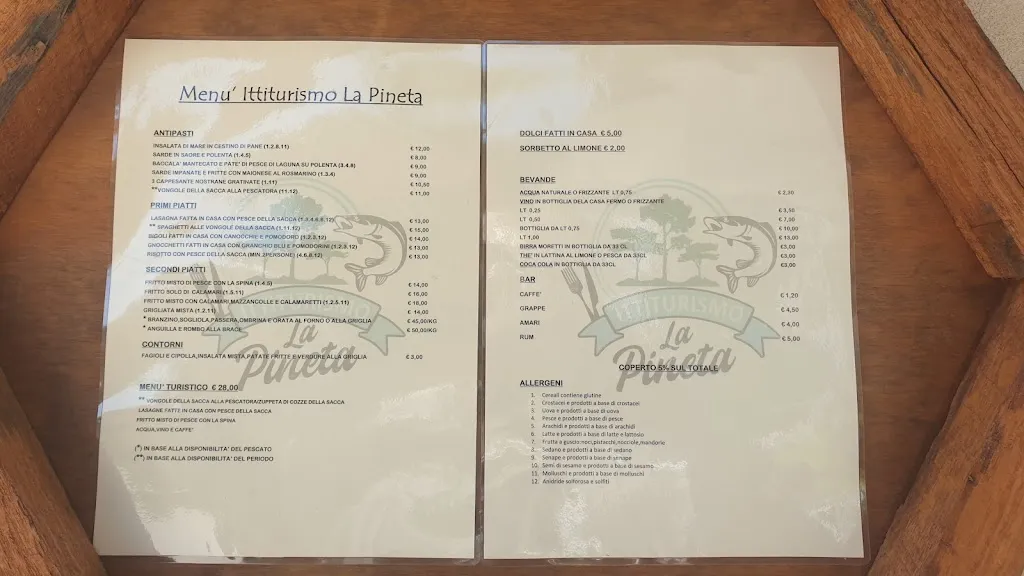 Menu' Ittiturismo La Pineta
ANTIPASTI
INSALATA DI MARE IN CESTINO DI PANE (1.2.8.11) € 12,00
SARDE IN SAORE E POLENTA (1.4.5) € 8,00
BACCALA' MANTECATO E PATE' DI PESCE DI LAGUNA SU POLENTA (3.4.8) € 9,00
SARDE IMPANATE E FRITTE CON MAIONESE AL ROSMARINO (1.3.4) € 9,00
3 CAPPESANTE NOSTRANE GRATINATE (1.11) € 10,50
**VONGOLE DELLA SACCA ALLA PESCATORA (11.12) € 11,00
PRIMI PIATTI
LASAGNA FATTA IN CASA CON PESCE DELLA SACCA € 13,00
** SPAGHETTI ALLE VONGOLE DELLA SACCA (1.11.12) € 15,00
BIGOLI FATTI IN CASA CON CANOCCHIE E POMODORO (1.2.3.12) € 14,00
GNOCCHETTI FATTI IN CASA CON GRANCHIO BLU E POMODORINI (1.2.3.12) € 13,00
RISOTTO CON PESCE DELLA SACCA (MIN.2PERSONE) (4.6.8.12) € 13,00
SECONDI PIATTI
FRITTO MISTO DI PESCE CON LA SPINA (1.4.5) € 14,00
FRITTO SOLO DI CALAMARI (1.5.11) € 16,00
FRITTO MISTO CON CALAMARI,MAZZANCOLLE E CALAMARETTI (1.2.5.11) € 18,00
GRIGLIATA MISTA (1.2.11) € 14,00
* BRANZINO,SOGLIOLA,PASSERA,OMBRINA E ORATA AL FORNO O ALLA GRIGLIA € 45,00/KG
* ANGUILLA E ROMBO ALLA BRACE € 50,00/KG
CONTORNI
FAGIOLI E CIPOLLA,INSALATA MISTA,PATATE FRITTE E VERDURE ALLA GRIGLIA € 3,00
MENU' TURISTICO € 28,00
** VONGOLE DELLA SACCA ALLA PESCATORA/ZUPPETTA DI COZZE DELLA SACCA
LASAGNE FATTE IN CASA CON PESCE DELLA SACCA
FRITTO MISTO DI PESCE CON LA SPINA
ACQUA,VINO E CAFFE'
(*) IN BASE ALLA DISPONIBILITA' DEL PESCATO
(**) IN BASE ALLA DISPONIBILITA' DEL PERIODO
La
Pineta
DOLCI FATTI IN CASA € 5,00
SORBETTO AL LIMONE € 2,00
BEVANDE
ACQUA NATURALE O FRIZZANTE LT 0,75 € 2,00
VINO IN BOTTIGLIA DELLA CASA FERMO O FRIZZANTE
LT 0,25 € 3,50
LT 0,50 € 7,50
BOTTIGLIA DA LT 0,75 € 10,00
LT 1,00 € 13,00
BIRRA MORETTI IN BOTTIGLIA DA 33 CL €3,00
THE' IN LATTINA AL LIMONE O PESCA DA 33CL €3,00
COCA COLA IN BOTTIGLIA DA 33CL €3,00
BAR
CAFFE' € 1,20
GRAPPE € 4,50
AMARI € 4,00
RUM € 5,00
ITTITURISMO
La
Pineta
COPERTO 5% SUL TOTALE
ALLERGENI
1. Cereali contiene glutine
2. Crostacei e prodotti a base di crostacei
3. Uova e prodotti a base di uova
4. Pesce e prodotti a base di pesce
5. Arachidi e prodotti a base di arachidi
6. Latte e prodotti a base di latte e lattosio
7. Frutta a guscio:noci,pistacchi,nocciole,mandorle
8. Sedano e prodotti a base di sedano
9. Senape e prodotti a base di senape
10. Semi di sesamo e prodotti a base di sesamo
11. Molluschi e prodotti a base di molluschi
12. Anidride solforosa e solfiti